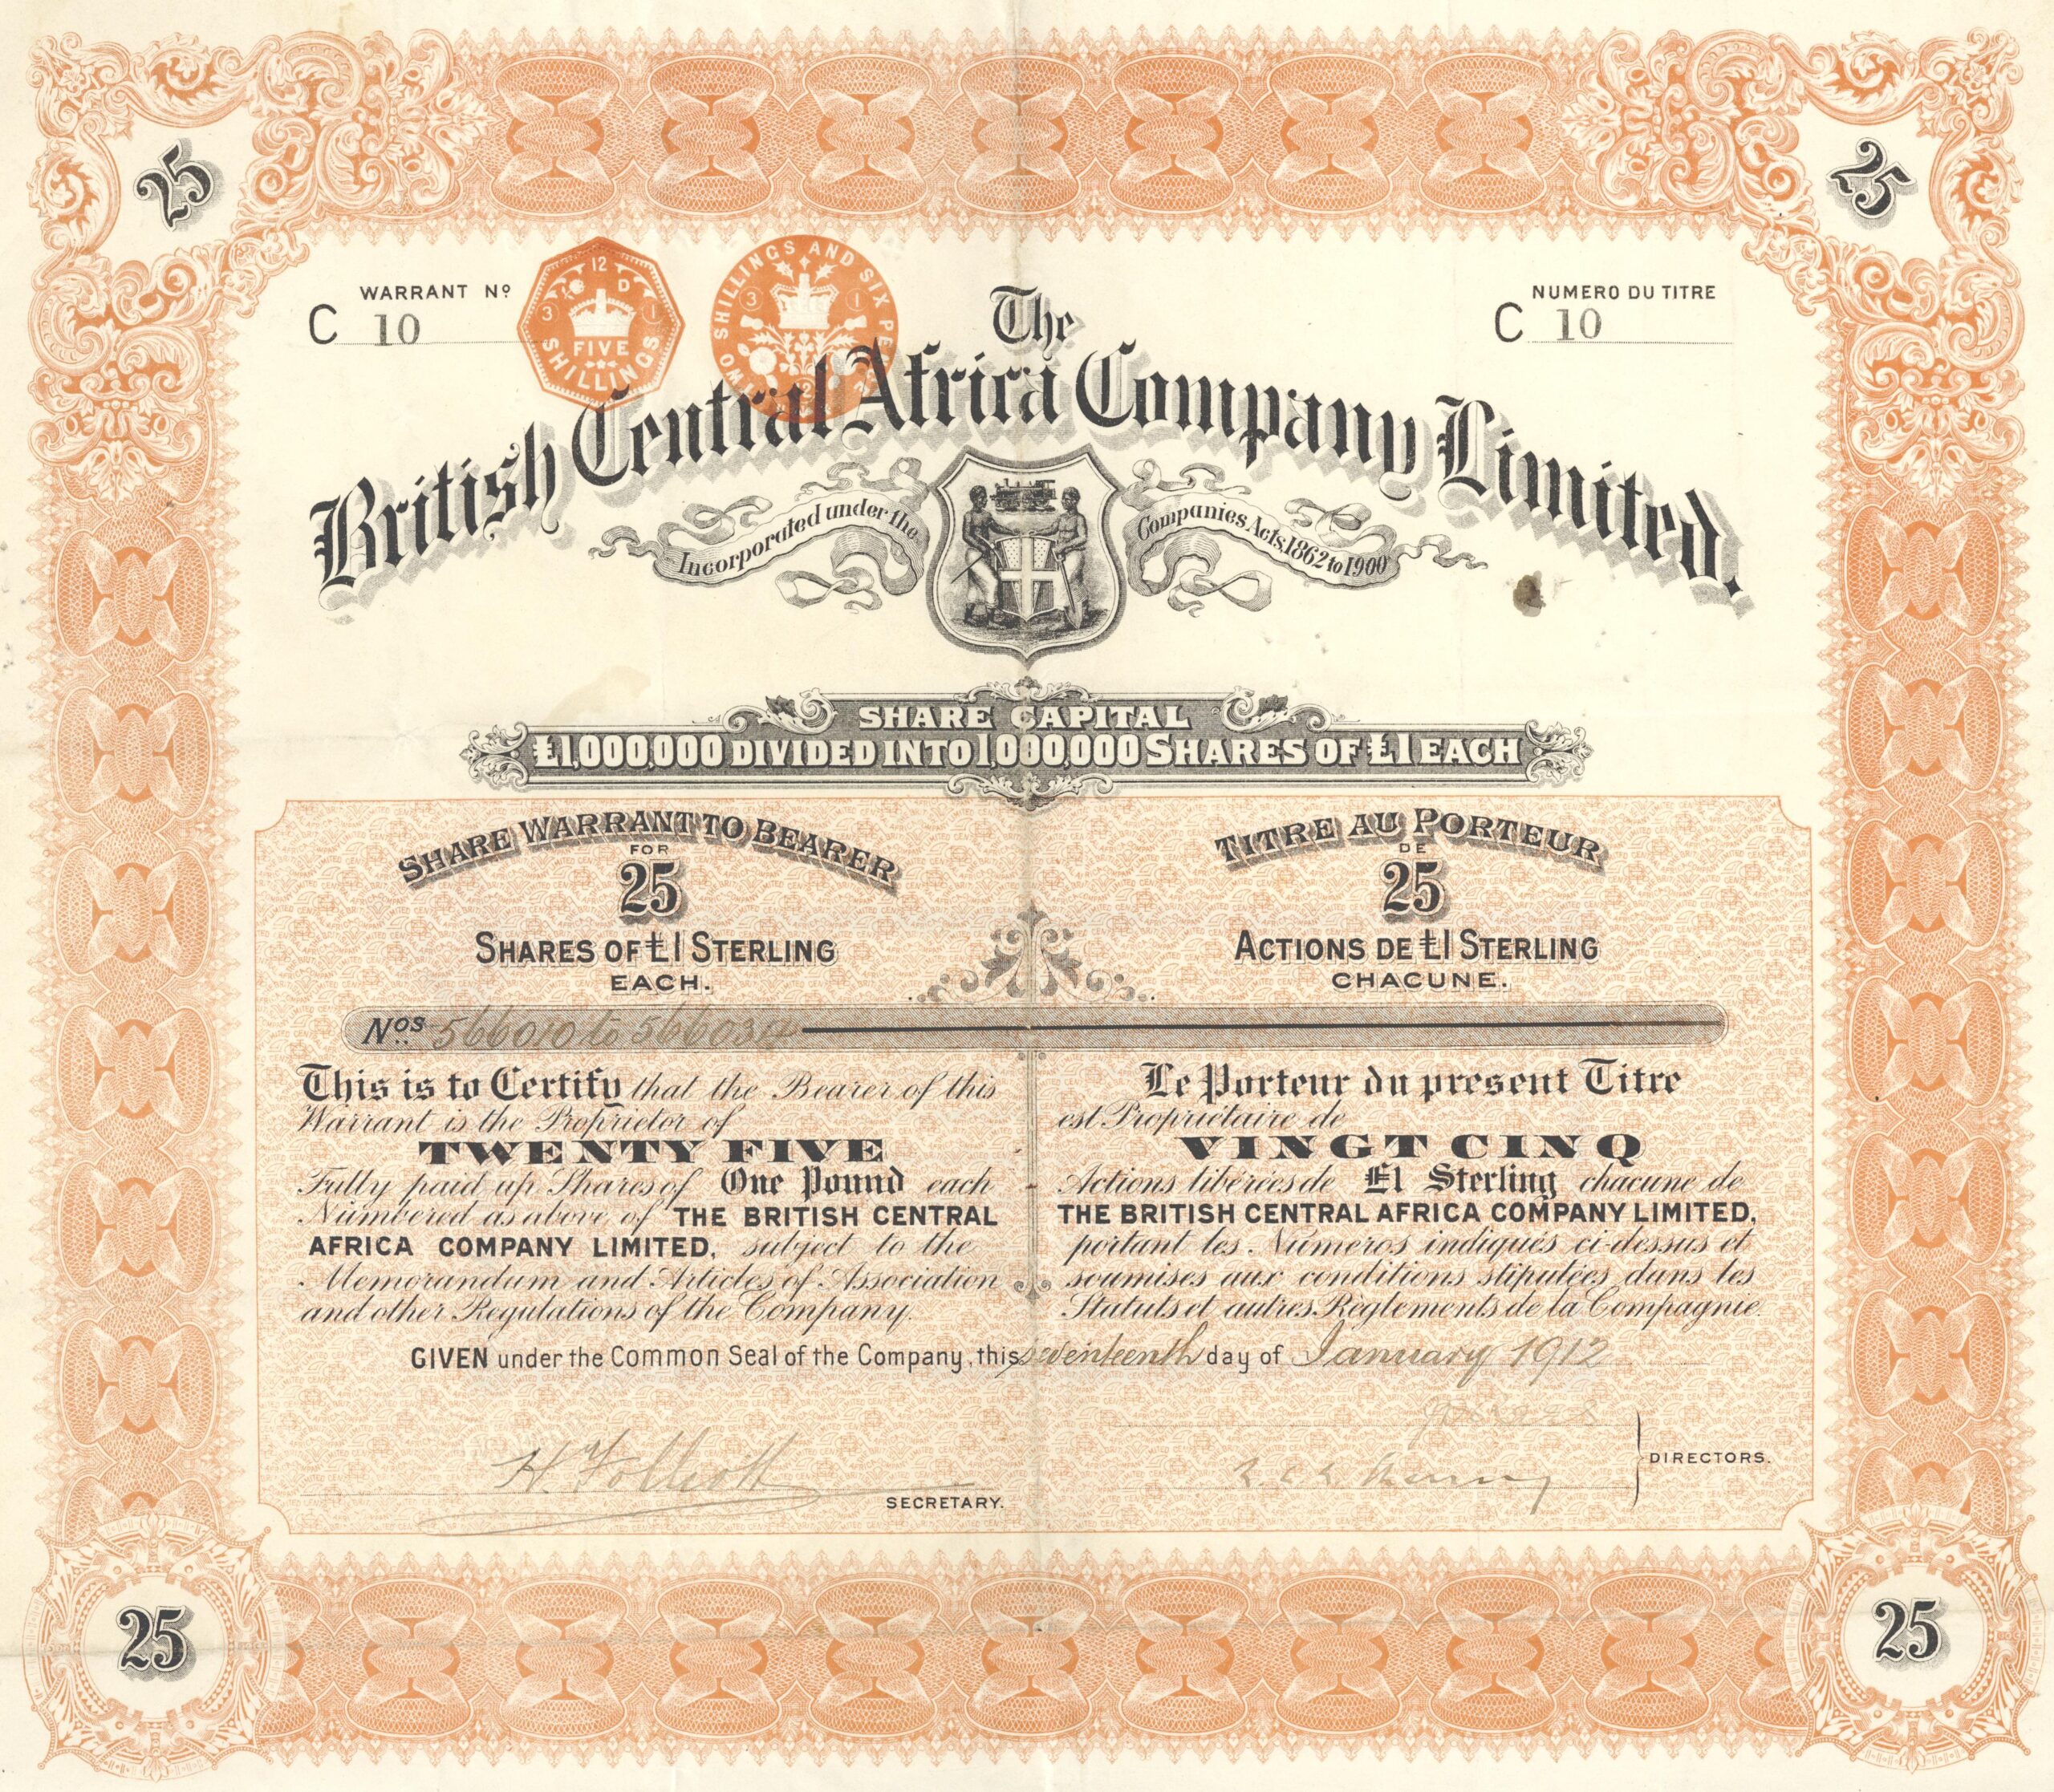 25
25
WARRANT Nº
C 10
12
3 D 1
FIVE
SHILLINGS
TWO SHILLINGS AND SIX PENCE
3 1
12
NUMERO DU TITRE
C 10
The
British Central Africa Company Limited.
Incorporated under the
Companies Acts, 1862 to 1900
SHARE CAPITAL
£1,000,000 DIVIDED INTO 1,000,000 SHARES OF £1 EACH
SHARE WARRANT TO BEARER
FOR
25
SHARES OF £1 STERLING
EACH.
TITRE AU PORTEUR
DE
25
ACTIONS DE £1 STERLING
CHACUNE.
Nos. 566010 to 566034
This is to Certify that the Bearer of this
Warrant is the Proprietor of
TWENTY FIVE
Fully paid up Shares of One Pound each
Numbered as above, of THE BRITISH CENTRAL
AFRICA COMPANY LIMITED, subject to the
Memorandum and Articles of Association
and other Regulations of the Company.
Le Porteur du present Titre
est Propriétaire de
VINGT CINQ
Actions libérées de £1 Sterling chacune de
THE BRITISH CENTRAL AFRICA COMPANY LIMITED,
portant les Numeros indiqués ci-dessus et
soumises aux conditions stipulées dans les
Statuts et autres Règlements de la Compagnie.
GIVEN under the Common Seal of the Company, this seventeenth day of January 1912
H. Follcott
SECRETARY.
DIRECTORS.
25
25